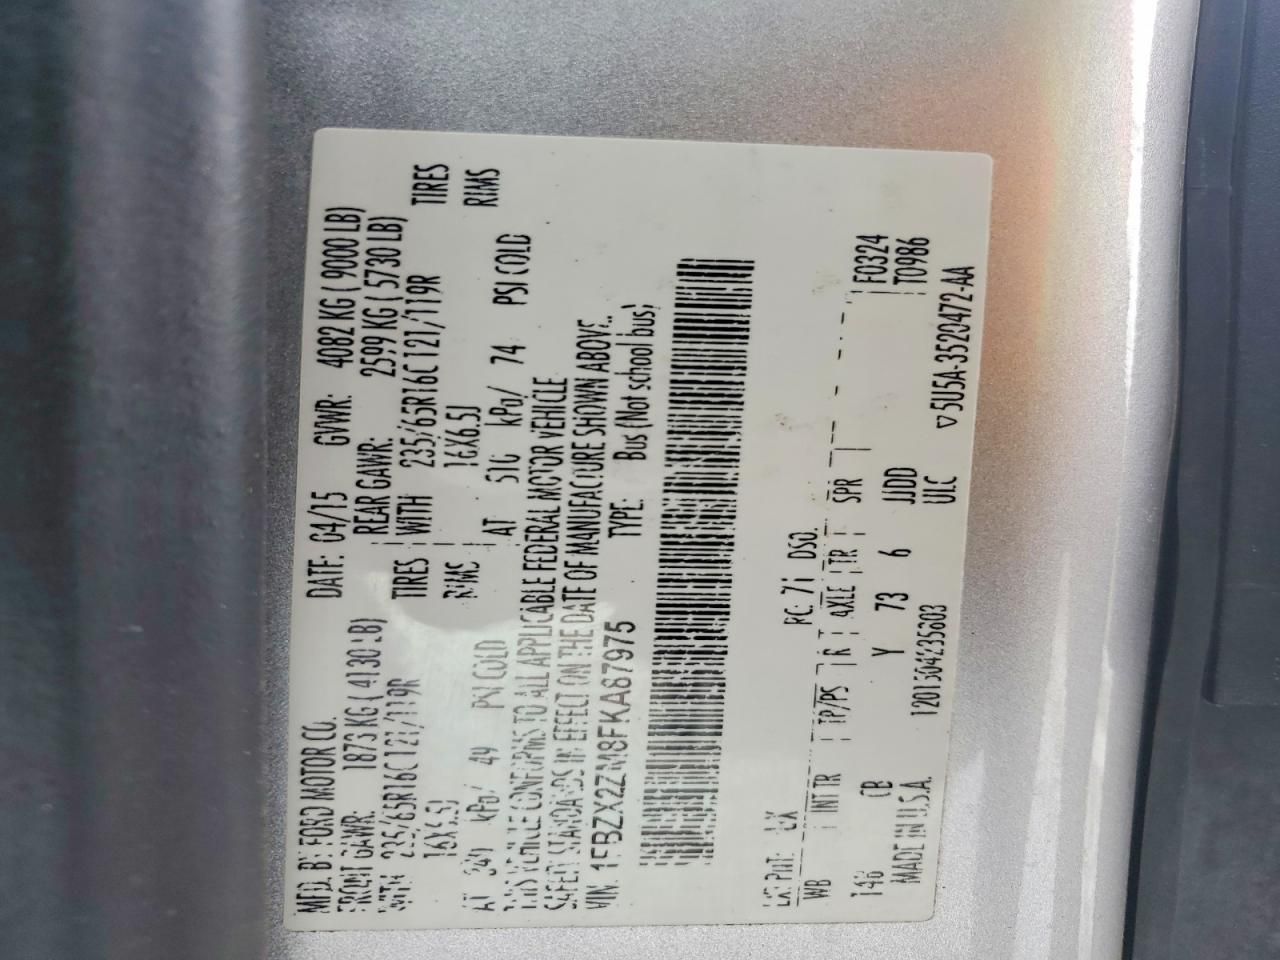 MFD. BY FORD MOTOR CO. DATE: 04/15 GVWR: 4082 KG ( 9000 LB)
FRONT GAWR: 1873 KG ( 4130 LB) REAR GAWR: 2599 KG ( 5730 LB)
WITH 235/65R16C 121/119R TIRES WITH 235/65R16C 121/119R TIRES
16X6.5J RIMS 16X6.5J RIMS
AT 340 kPa/ 49 PSI COLD AT 510 kPa/ 74 PSI COLD
THIS VEHICLE CONFORMS TO ALL APPLICABLE FEDERAL MOTOR VEHICLE
SAFETY STANDARDS IN EFFECT ON THE DATE OF MANUFACTURE SHOWN ABOVE.
VIN: 1FBZX2ZM8FKA67975 TYPE: Bus (Not school bus)
EXT PNT: UX RC: 71 DSO:
WB INT TR TP/PS R AXLE TR SPR
148 CB Y 73 6 JJDD F0324
MADE IN U.S.A. 1201504235603 ULC T0986
▽5U5A-3520472-AA